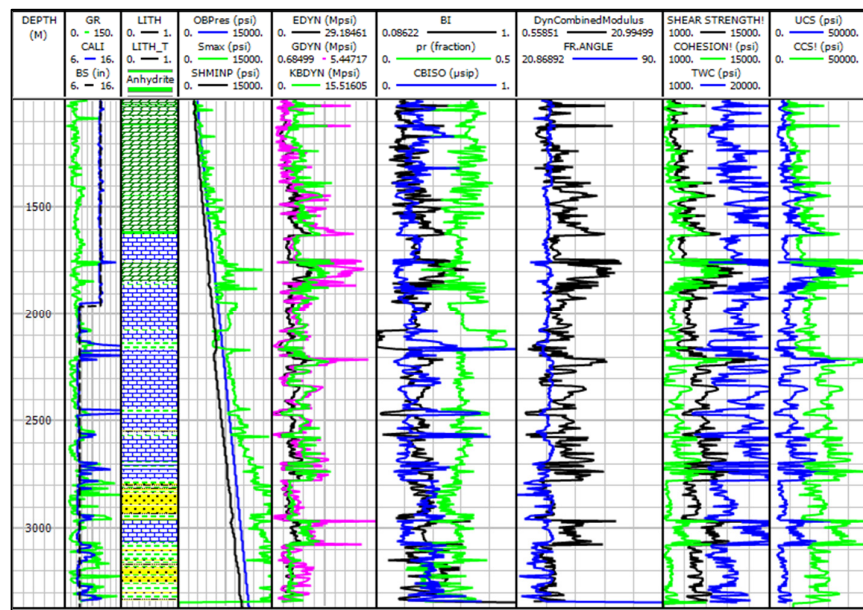 DEPTH (M)
GR
0. 150.
CALI
6. 16.
BS (in)
6. 16.
LITH
0. 1.
LITH_T
0. 1.
Anhydrite
OBPres (psi)
0. 15000.
Smax (psi)
0. 15000.
SHMINP (psi)
0. 15000.
EDYN (Mpsi)
0. 29.18461
GDYN (Mpsi)
0.68499 5.44717
KBDYN (Mpsi)
0. 15.51605
BI
0.08622 1.
pr (fraction)
0. 0.5
CBISO (µsip)
0. 1.
DynCombinedModulus
0.55851 20.99499
FR.ANGLE
20.86892 90.
SHEAR STRENGTH!
1000. 15000.
COHESION! (psi)
1000. 15000.
TWC (psi)
1000. 20000.
UCS (psi)
0. 50000.
CCS! (psi)
0. 50000.
1500
2000
2500
3000